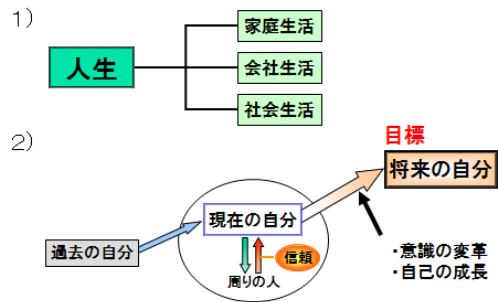 1)
人生
家庭生活
会社生活
社会生活
2)
目標
将来の自分
現在の自分
過去の自分
信頼
周りの人
・意識の変革
・自己の成長